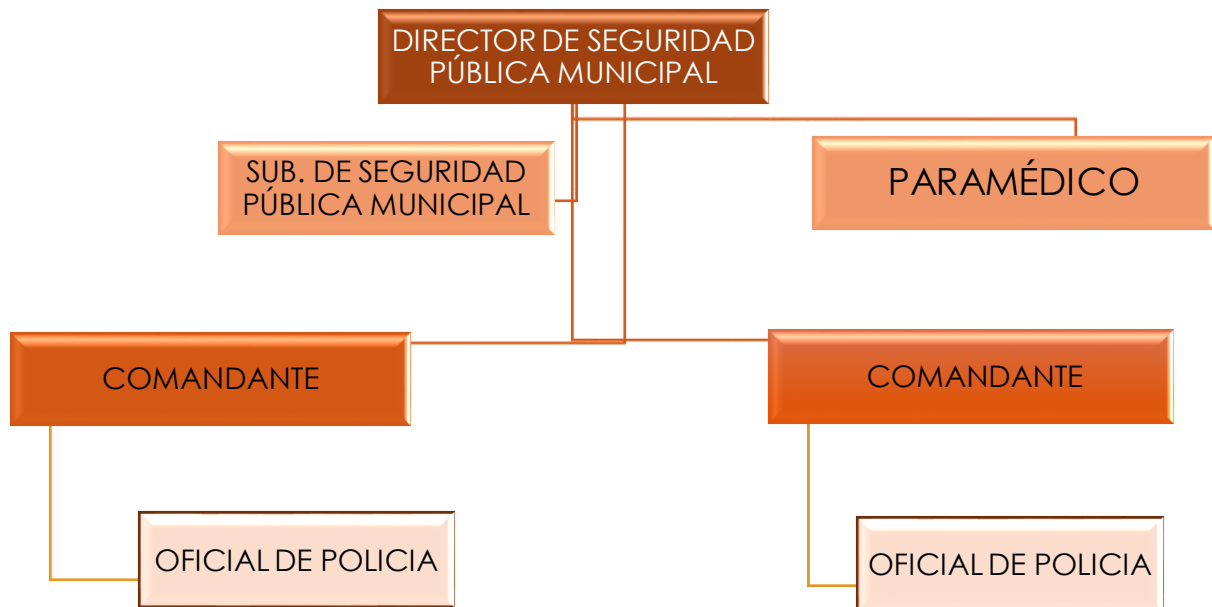 DIRECTOR DE SEGURIDAD
PÚBLICA MUNICIPAL
SUB. DE SEGURIDAD
PÚBLICA MUNICIPAL
PARAMÉDICO
COMANDANTE
COMANDANTE
OFICIAL DE POLICIA
OFICIAL DE POLICIA